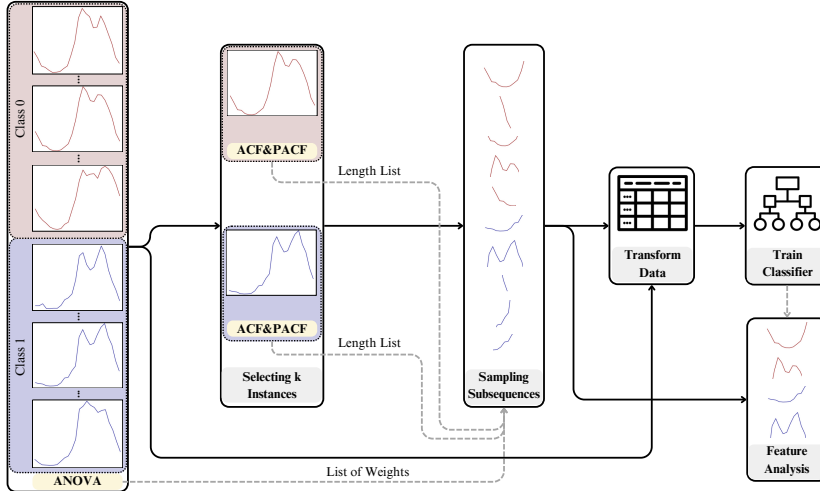 Class 0
Class 1
ANOVA
ACF&PACF
ACF&PACF
Selecting k
Instances
Length List
Length List
List of Weights
Sampling
Subsequences
Transform
Data
Train
Classifier
Feature
Analysis